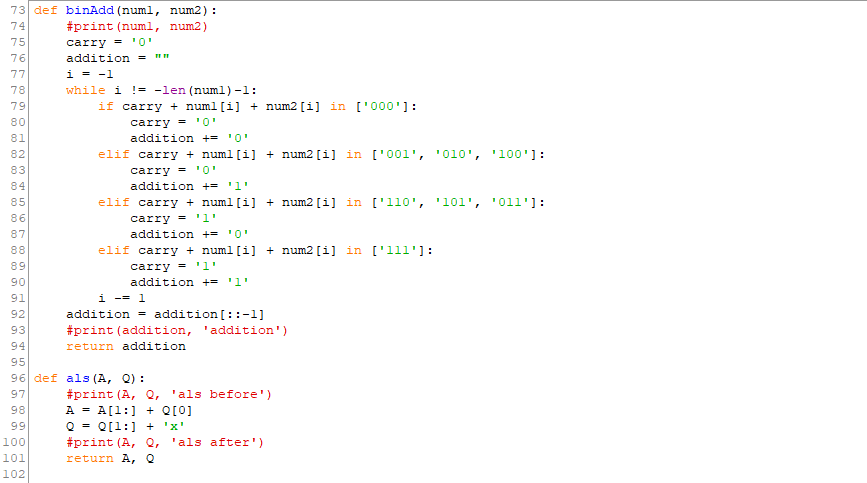 73 def binAdd(num1, num2):
74     #print(num1, num2)
75     carry = '0'
76     addition = ""
77     i = -1
78     while i != -len(num1)-1:
79         if carry + num1[i] + num2[i] in ['000']:
80             carry = '0'
81             addition += '0'
82         elif carry + num1[i] + num2[i] in ['001', '010', '100']:
83             carry = '0'
84             addition += '1'
85         elif carry + num1[i] + num2[i] in ['110', '101', '011']:
86             carry = '1'
87             addition += '0'
88         elif carry + num1[i] + num2[i] in ['111']:
89             carry = '1'
90             addition += '1'
91         i -= 1
92     addition = addition[::-1]
93     #print(addition, 'addition')
94     return addition
95
96 def als(A, Q):
97     #print(A, Q, 'als before')
98     A = A[1:] + Q[0]
99     Q = Q[1:] + 'x'
100     #print(A, Q, 'als after')
101     return A, Q
102